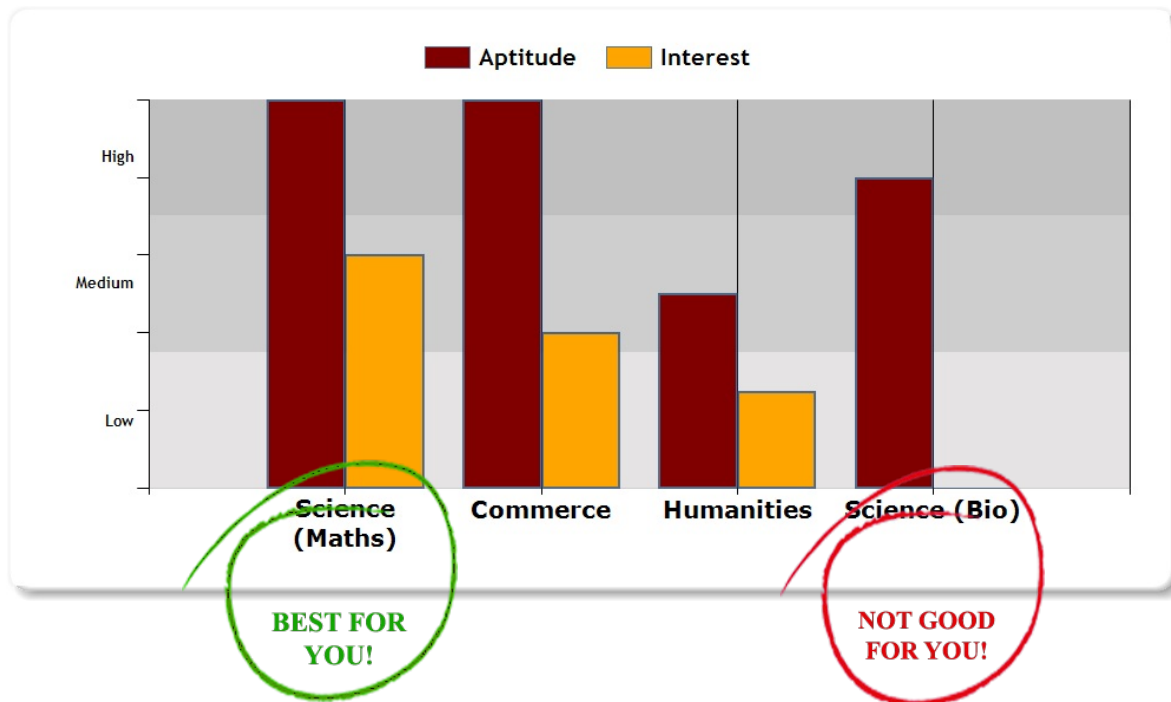 Aptitude Interest
High
Medium
Low
Science
(Maths)
Commerce
Humanities
Science (Bio)
BEST FOR
YOU!
NOT GOOD
FOR YOU!